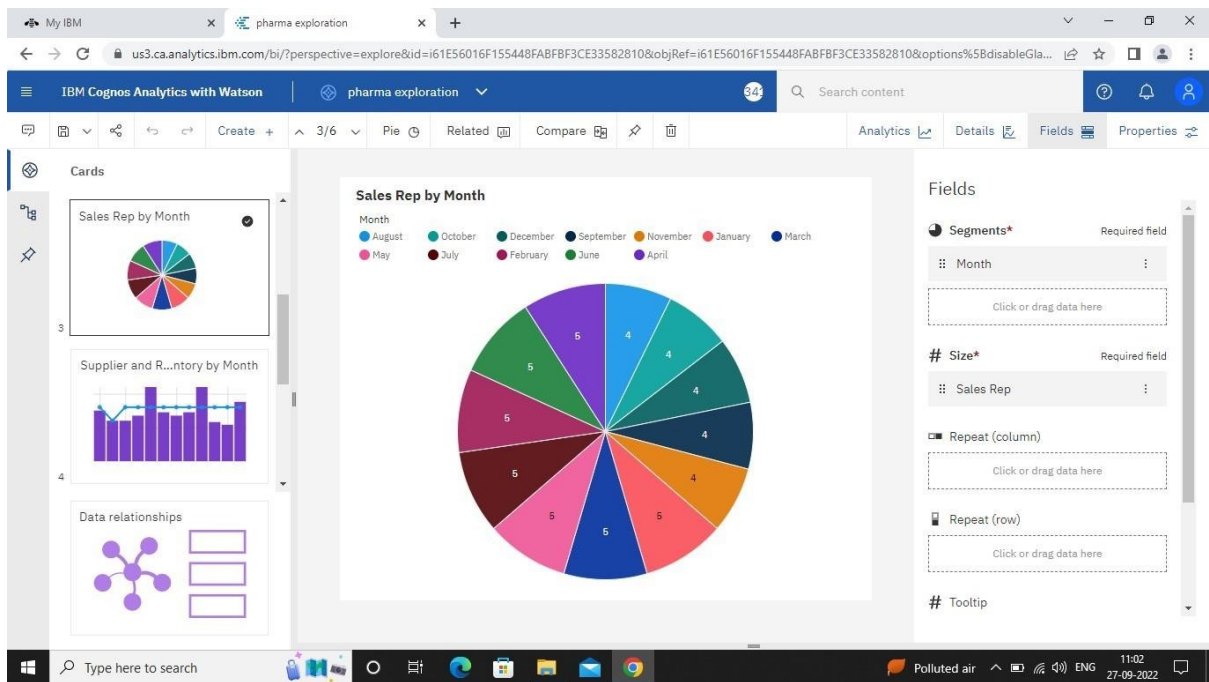 My IBM
pharma exploration
us3.ca.analytics.ibm.com/bi/?perspective=explore&id=i61E56016F155448FABFBF3CE33582810&objRef=i61E56016F155448FABFBF3CE33582810&options%5BdisableGla...
IBM Cognos Analytics with Watson
pharma exploration
Search content
3/6
Pie
Related
Compare
Create +
Analytics
Details
Fields
Properties
Cards
Sales Rep by Month
3
Supplier and R...ntory by Month
4
Data relationships
Sales Rep by Month
Month
August October December September November January March
May July February June April
5 4
5 4
5 4
5 4
5 4
5 5 5
Fields
Segments* Required field
Month
Click or drag data here
# Size* Required field
Sales Rep
Repeat (column)
Click or drag data here
Repeat (row)
Click or drag data here
# Tooltip
Type here to search
Polluted air
ENG
11:02
27-09-2022